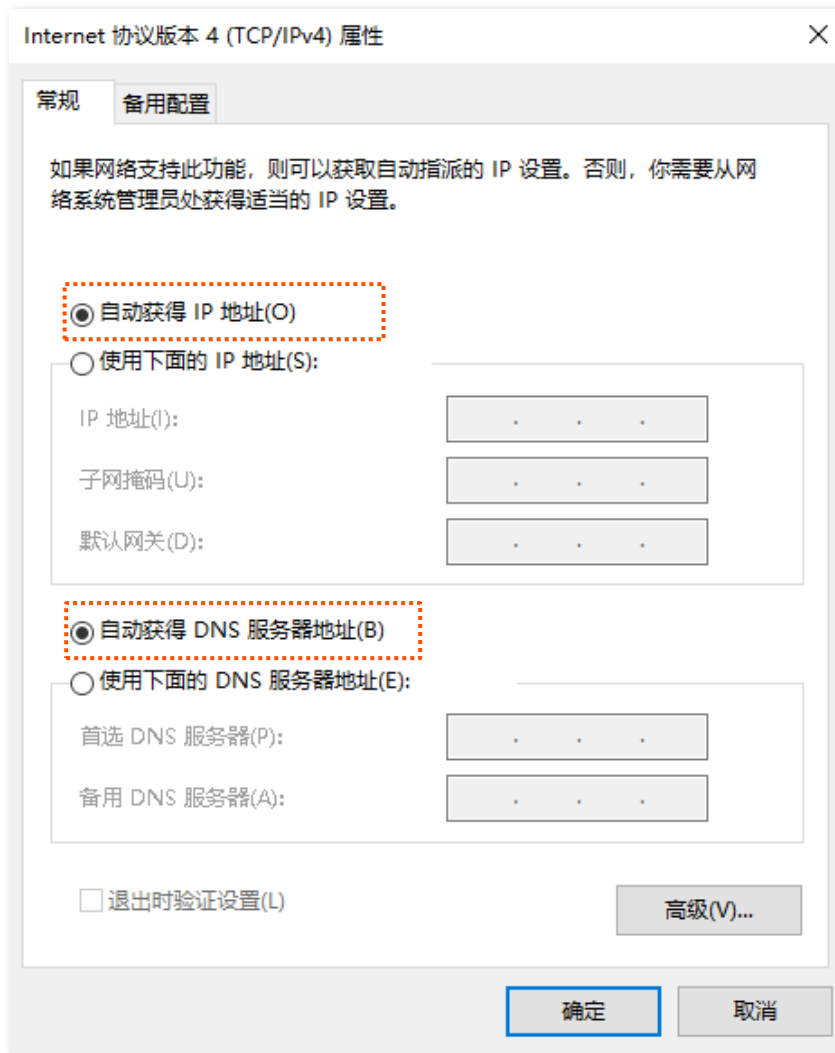 Internet 协议版本 4 (TCP/IPv4) 属性
常规
备用配置
如果网络支持此功能，则可以获取自动指派的 IP 设置。否则，你需要从网
络系统管理员处获得适当的 IP 设置。
自动获得 IP 地址(O)
使用下面的 IP 地址(S):
IP 地址(I):
子网掩码(U):
默认网关(D):
自动获得 DNS 服务器地址(B)
使用下面的 DNS 服务器地址(E):
首选 DNS 服务器(P):
备用 DNS 服务器(A):
退出时验证设置(L)
高级(V)...
确定
取消